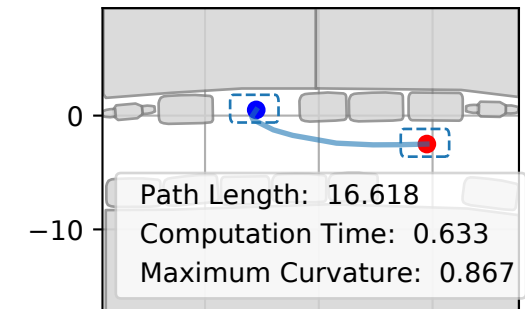 0
Path Length: 16.618
−10
Computation Time: 0.633
Maximum Curvature: 0.867